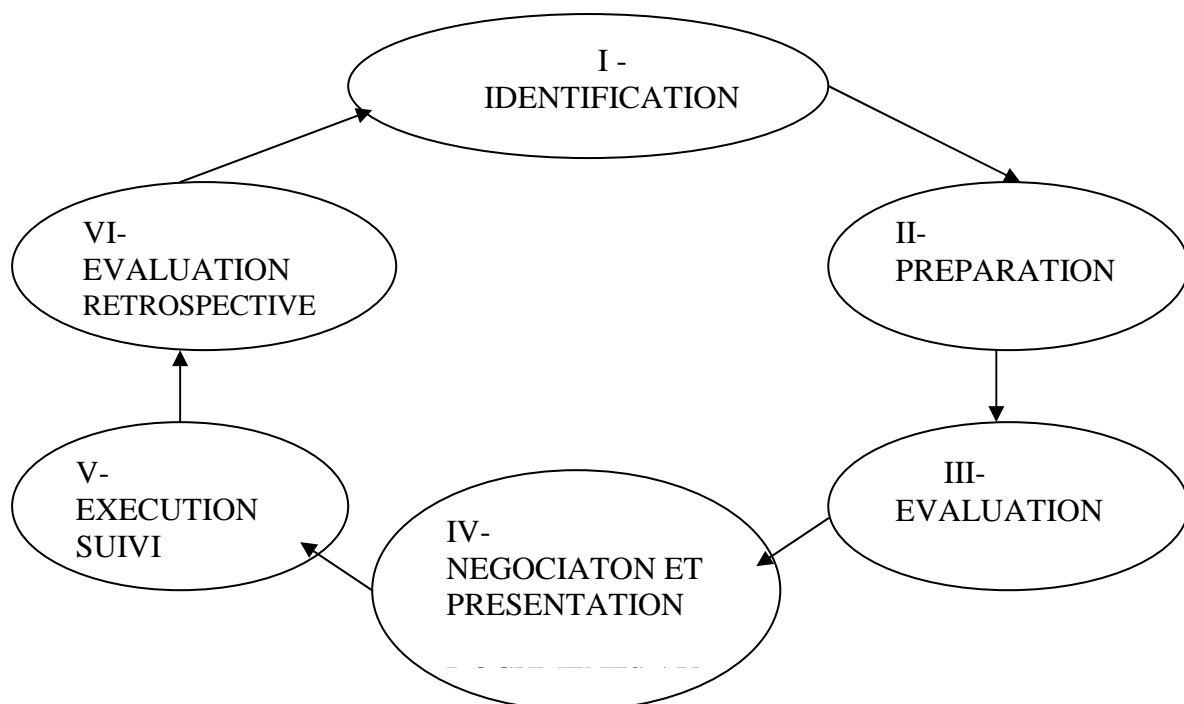 I -
IDENTIFICATION
II-
PREPARATION
III-
EVALUATION
IV-
NEGOCIATON ET
PRESENTATION
V-
EXECUTION
SUIVI
VI-
EVALUATION
RETROSPECTIVE